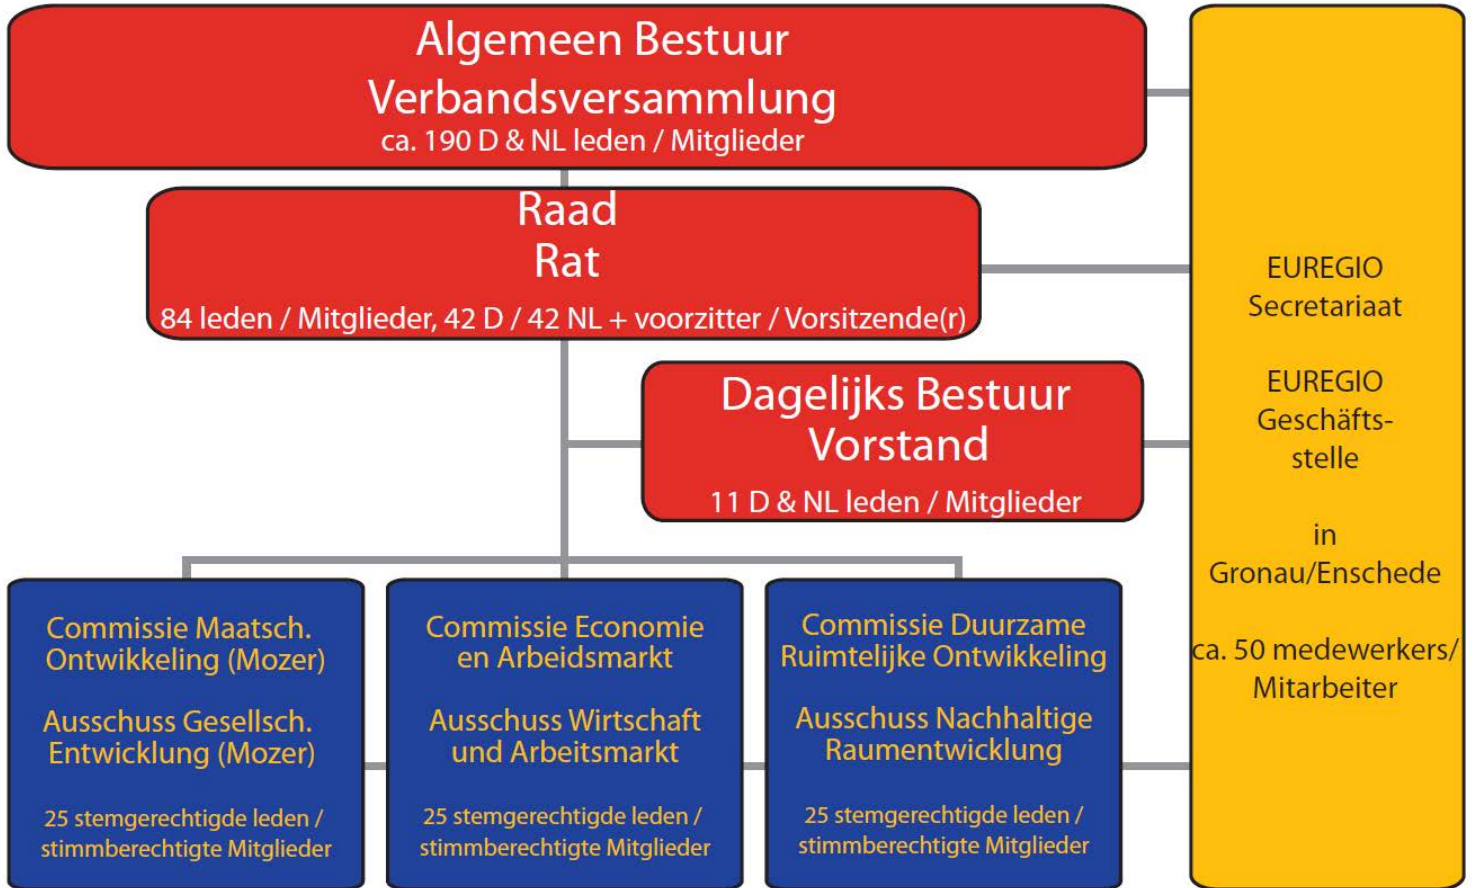 Algemeen Bestuur
Verbandsversammlung
ca. 190 D & NL leden / Mitglieder
Raad
Rat
84 leden / Mitglieder, 42 D / 42 NL + voorzitter / Vorsitzende(r)
Dagelijks Bestuur
Vorstand
11 D & NL leden / Mitglieder
Commissie Maatsch.
Ontwikkeling (Mozer)
Ausschuss Gesellsch.
Entwicklung (Mozer)
25 stemgerechtigde leden /
stimmberechtigte Mitglieder
Commissie Economie
en Arbeidsmarkt
Ausschuss Wirtschaft
und Arbeitsmarkt
25 stemgerechtigde leden /
stimmberechtigte Mitglieder
Commissie Duurzame
Ruimtelijke Ontwikkeling
Ausschuss Nachhaltige
Raumentwicklung
25 stemgerechtigde leden /
stimmberechtigte Mitglieder
EUREGIO
Secretariaat
EUREGIO
Geschäfts-
stelle
in
Gronau/Enschede
ca. 50 medewerkers/
Mitarbeiter